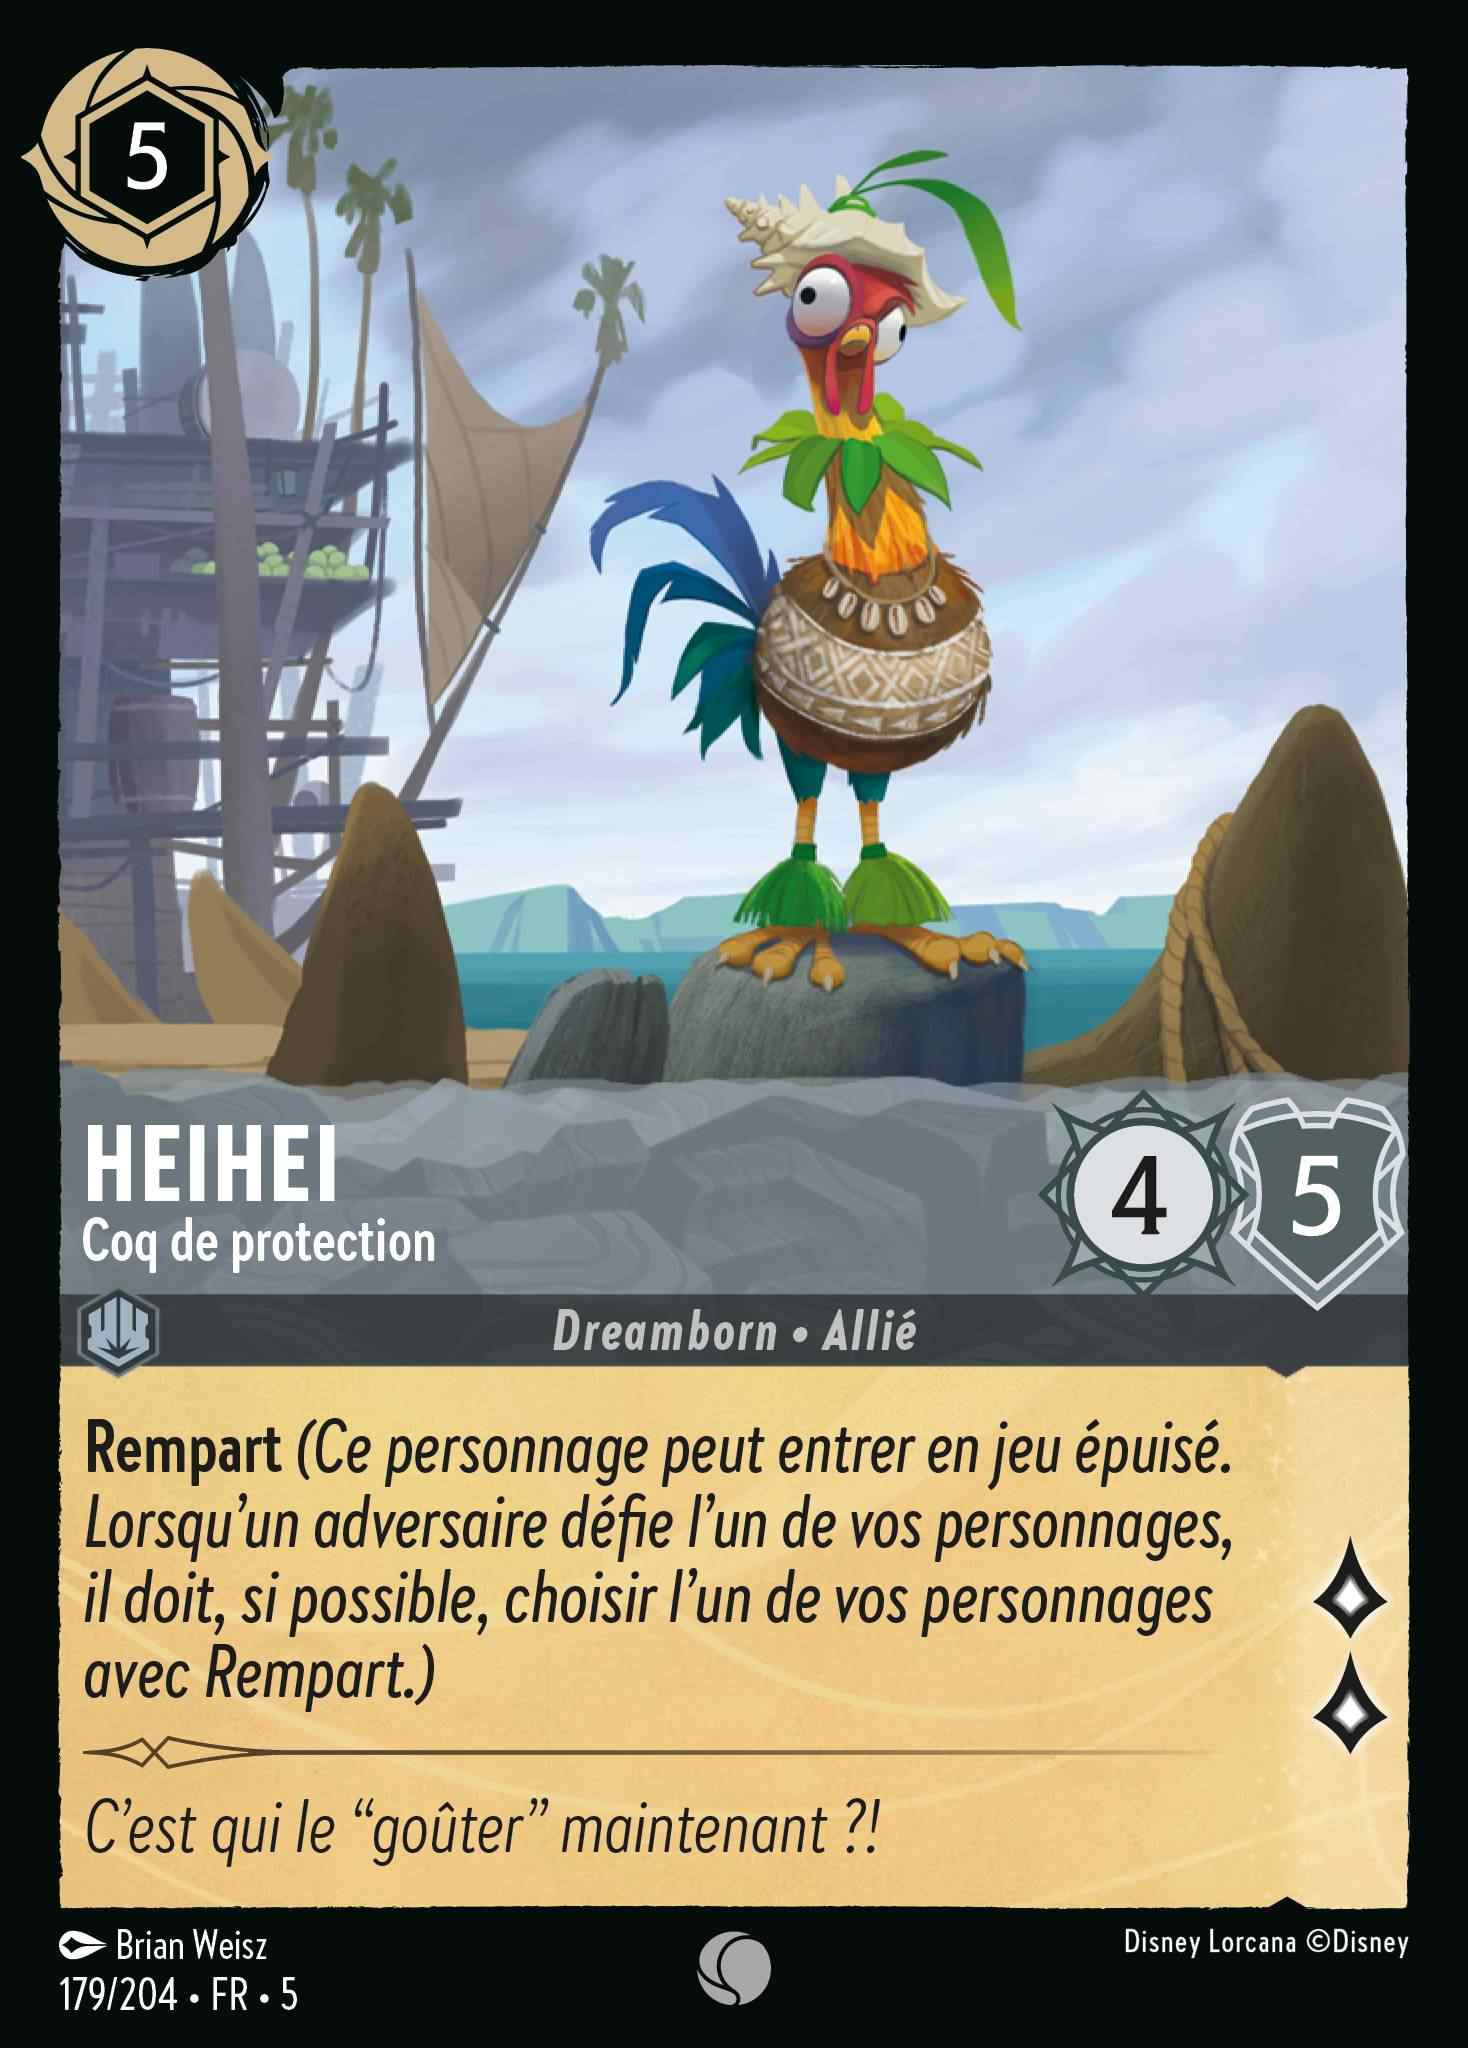 5
HEIHEI
Coq de protection
4
5
Dreamborn • Allié
Rempart (Ce personnage peut entrer en jeu épuisé.
Lorsqu’un adversaire défie l’un de vos personnages,
il doit, si possible, choisir l’un de vos personnages
avec Rempart.)
C’est qui le “goûter” maintenant ?!
Brian Weisz
179/204 • FR • 5
Disney Lorcana ©Disney